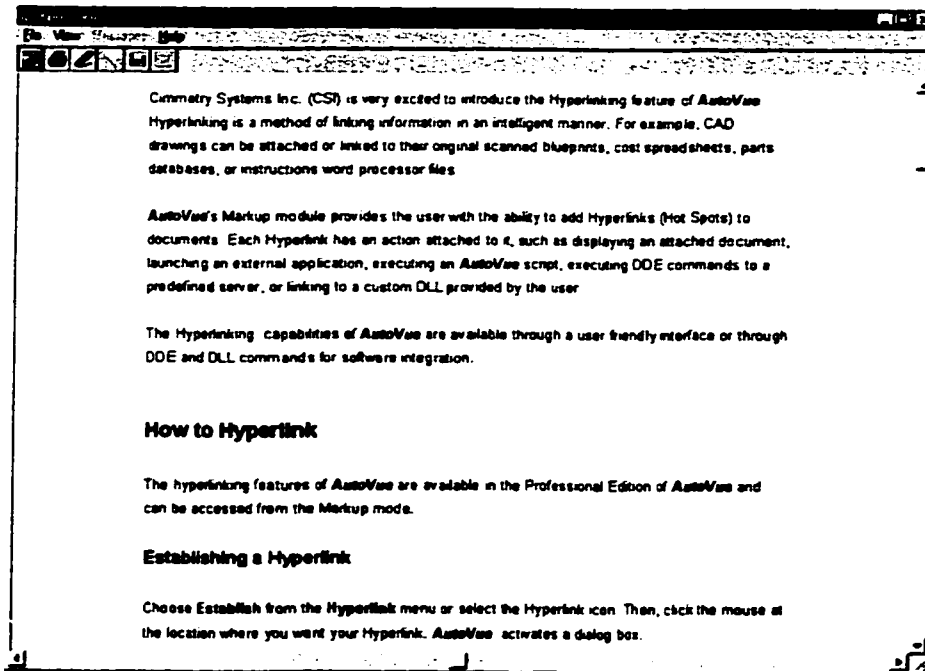 View Help
Cimmetry Systems Inc. (CSI) is very excited to introduce the Hyperlinking feature of AutoVue
Hyperlinking is a method of linking information in an intelligent manner. For example, CAD
drawings can be attached or linked to their original scanned blueprints, cost spreadsheets, parts
databases, or instructions word processor files
AutoVue's Markup module provides the user with the ability to add Hyperlinks (Hot Spots) to
documents. Each Hyperlink has an action attached to it, such as displaying an attached document,
launching an external application, executing an AutoVue script, executing DDE commands to a
predefined server, or linking to a custom DLL provided by the user
The Hyperlinking capabilities of AutoVue are available through a user friendly interface or through
DDE and DLL commands for software integration.
How to Hyperlink
The hyperlinking features of AutoVue are available in the Professional Edition of AutoVue and
can be accessed from the Markup mode.
Establishing a Hyperlink
Choose Establish from the Hyperlink menu or select the Hyperlink icon. Then, click the mouse at
the location where you want your Hyperlink. AutoVue activates a dialog box.